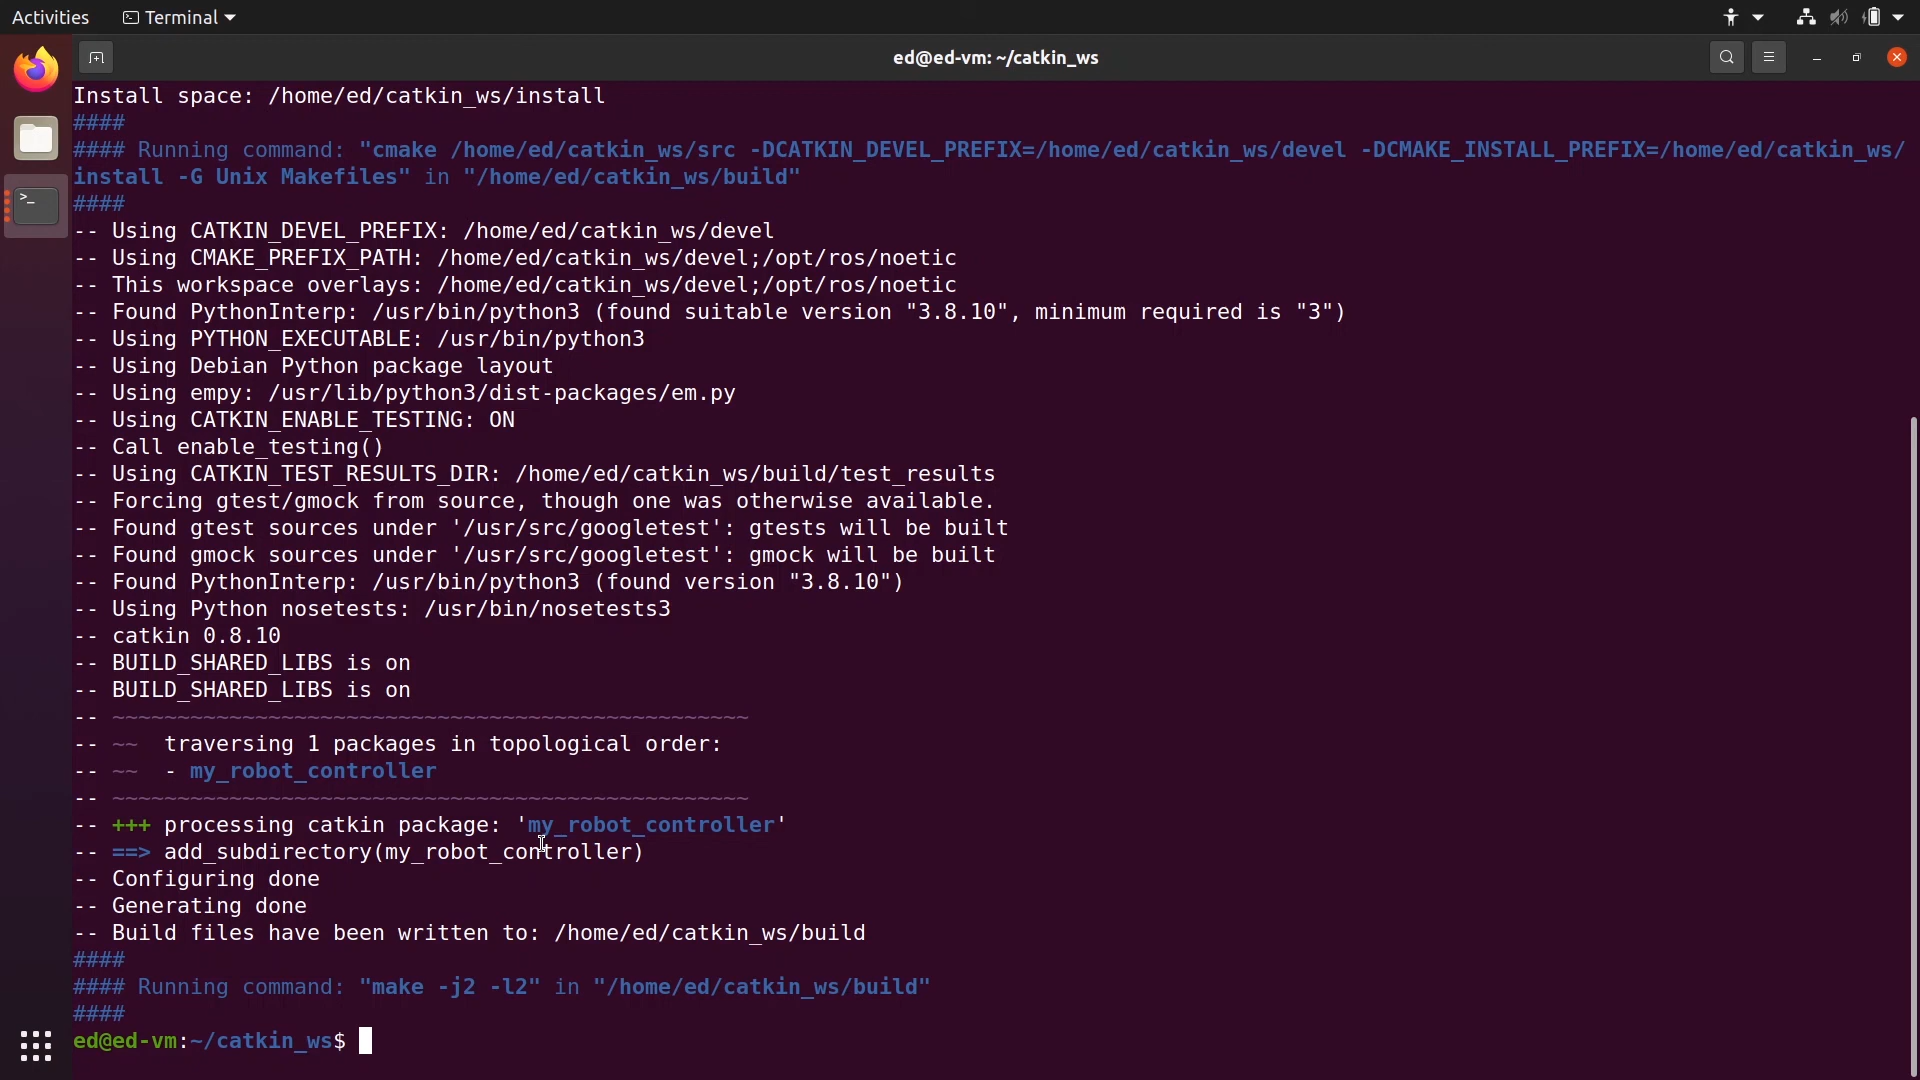 Activities
Terminal
ed@ed-vm: ~/catkin_ws
Install space: /home/ed/catkin_ws/install
####
#### Running command: "cmake /home/ed/catkin_ws/src -DCATKIN_DEVEL_PREFIX=/home/ed/catkin_ws/devel -DCMAKE_INSTALL_PREFIX=/home/ed/catkin_ws/
install -G Unix Makefiles" in "/home/ed/catkin_ws/build"
####
-- Using CATKIN_DEVEL_PREFIX: /home/ed/catkin_ws/devel
-- Using CMAKE_PREFIX_PATH: /home/ed/catkin_ws/devel;/opt/ros/noetic
-- This workspace overlays: /home/ed/catkin_ws/devel;/opt/ros/noetic
-- Found PythonInterp: /usr/bin/python3 (found suitable version "3.8.10", minimum required is "3")
-- Using PYTHON_EXECUTABLE: /usr/bin/python3
-- Using Debian Python package layout
-- Using empy: /usr/lib/python3/dist-packages/em.py
-- Using CATKIN_ENABLE_TESTING: ON
-- Call enable_testing()
-- Using CATKIN_TEST_RESULTS_DIR: /home/ed/catkin_ws/build/test_results
-- Forcing gtest/gmock from source, though one was otherwise available.
-- Found gtest sources under '/usr/src/googletest': gtests will be built
-- Found gmock sources under '/usr/src/googletest': gmock will be built
-- Found PythonInterp: /usr/bin/python3 (found version "3.8.10")
-- Using Python nosetests: /usr/bin/nosetests3
-- catkin 0.8.10
-- BUILD_SHARED_LIBS is on
-- BUILD_SHARED_LIBS is on
-- ~~~~~~~~~~~~~~~~~~~~~~~~~~~~~~~~~~~~~~~~~~~~~~~~~
-- ~~  traversing 1 packages in topological order:
-- ~~  - my_robot_controller
-- ~~~~~~~~~~~~~~~~~~~~~~~~~~~~~~~~~~~~~~~~~~~~~~~~~
-- +++ processing catkin package: 'my_robot_controller'
-- ==> add_subdirectory(my_robot_controller)
-- Configuring done
-- Generating done
-- Build files have been written to: /home/ed/catkin_ws/build
####
#### Running command: "make -j2 -l2" in "/home/ed/catkin_ws/build"
####
ed@ed-vm:~/catkin_ws$